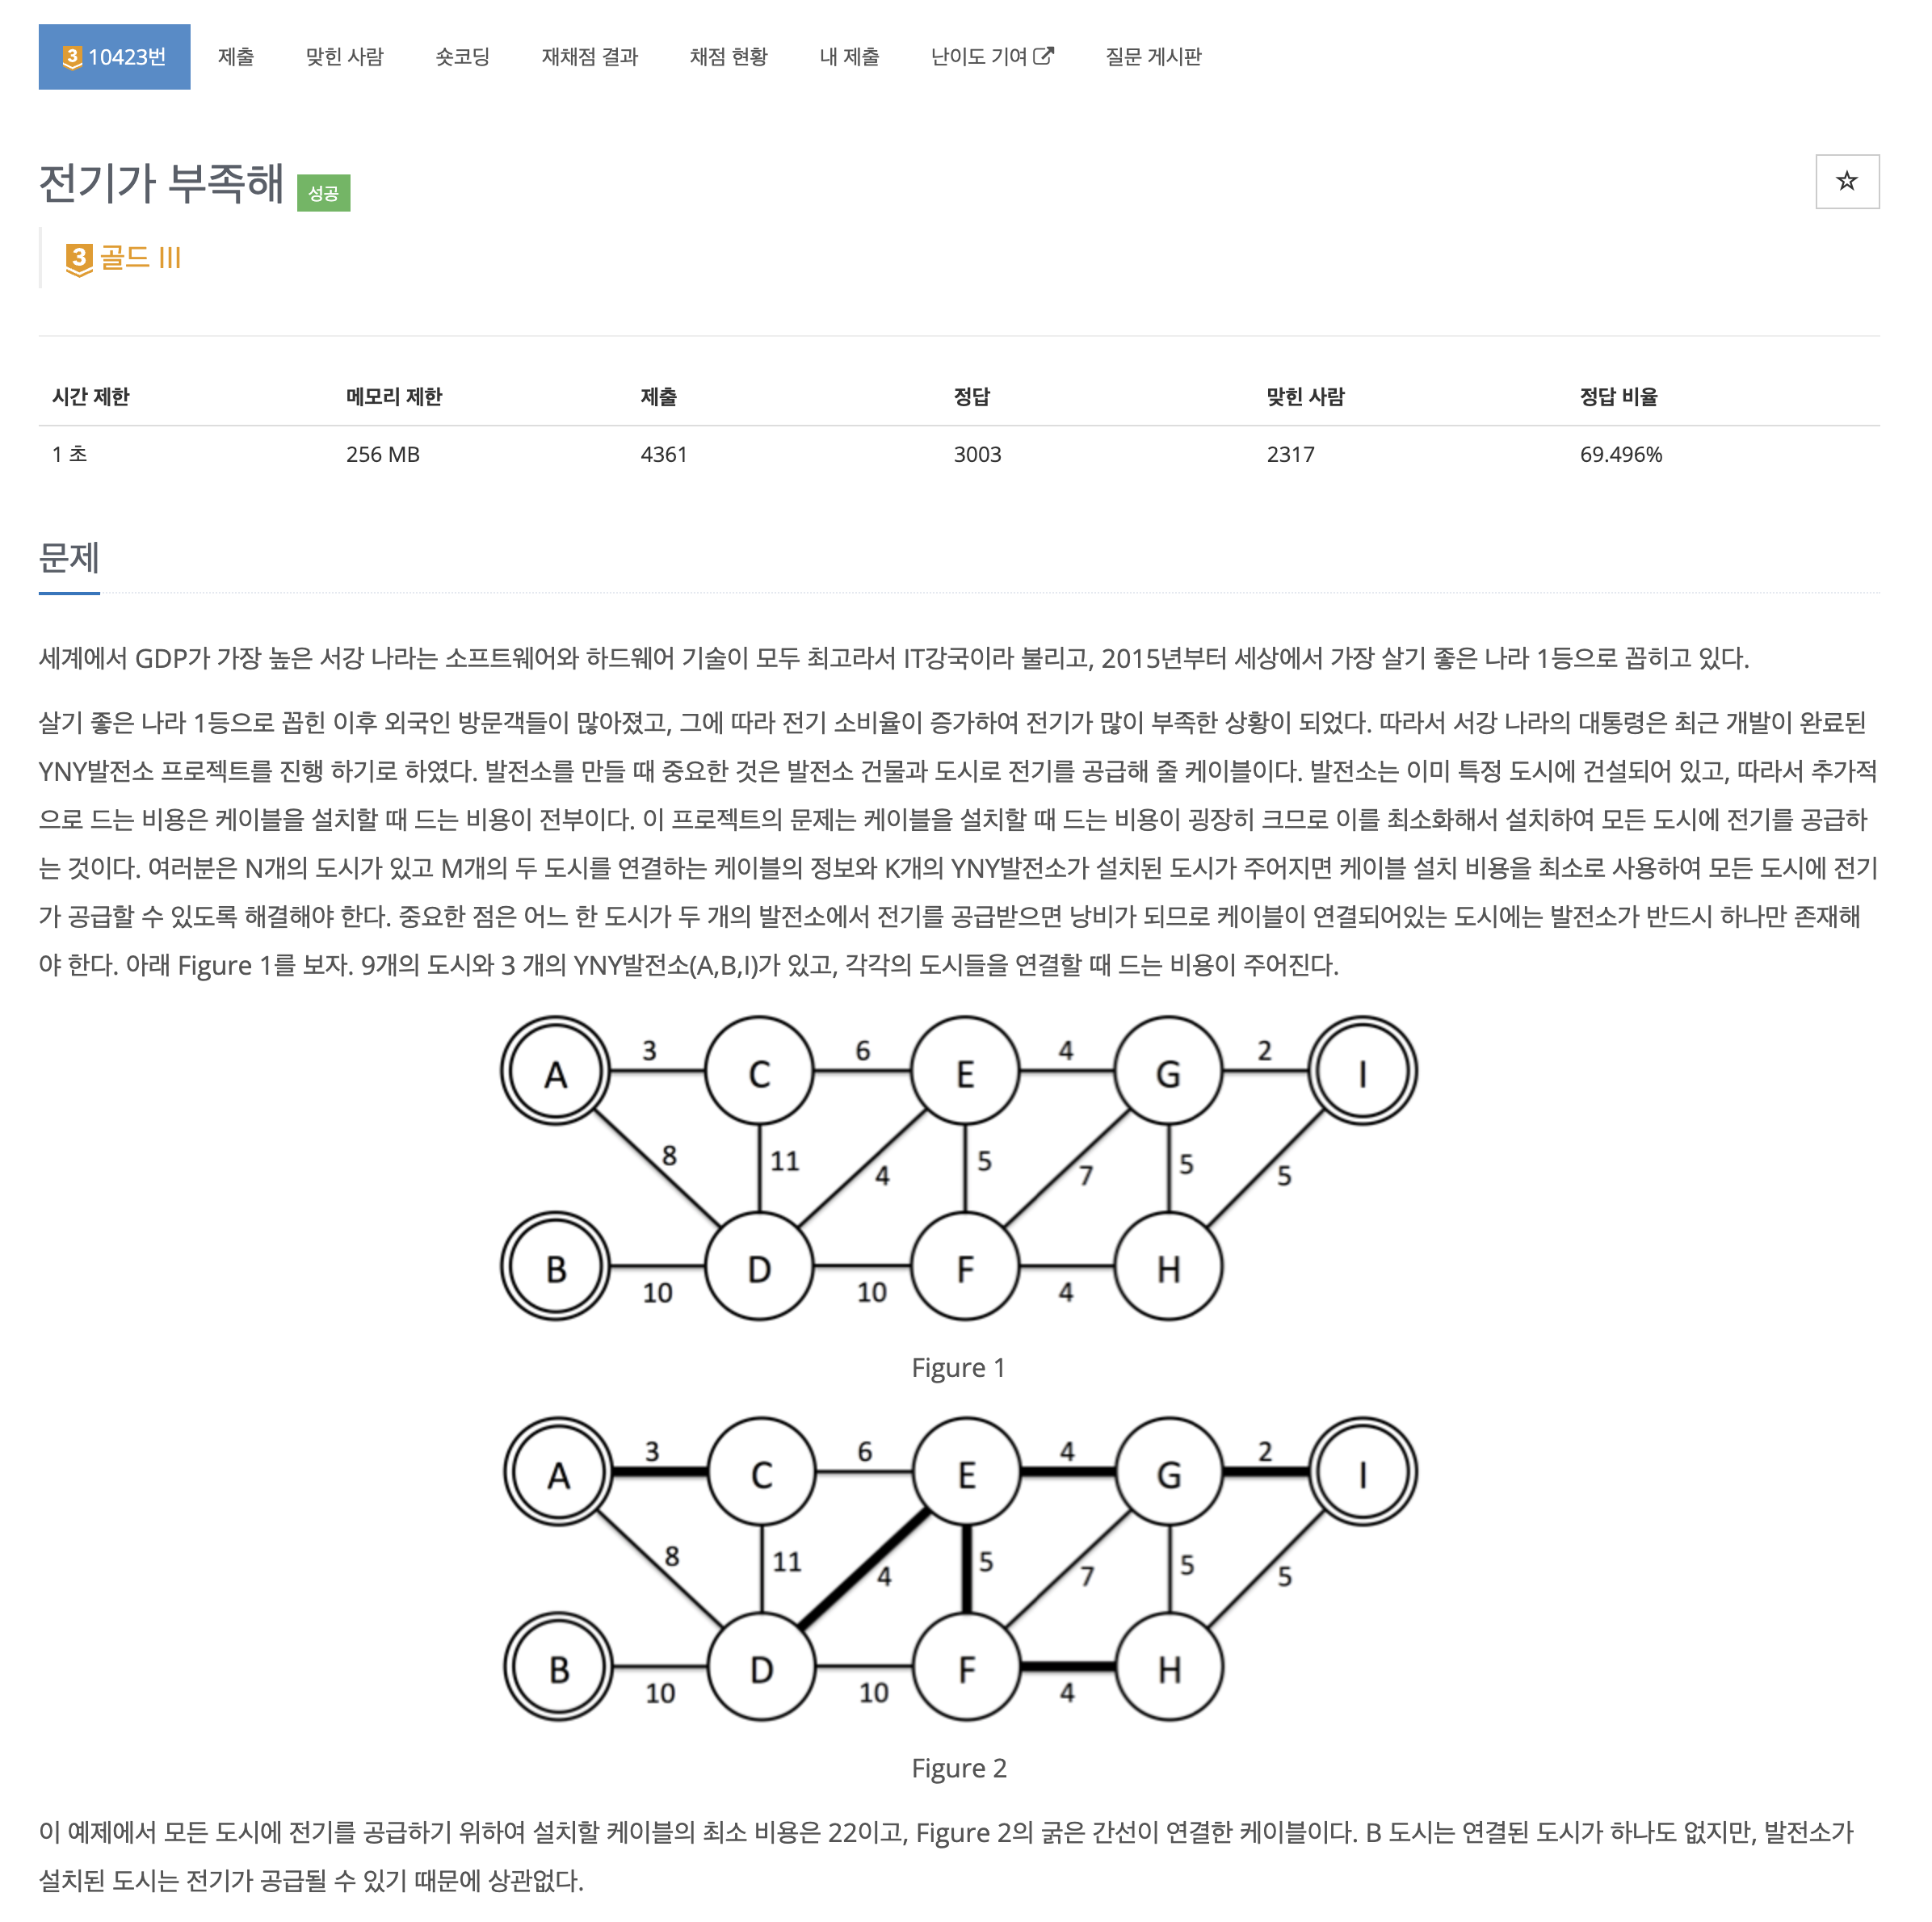 3 10423번 제출 맞힌 사람 숏코딩 재채점 결과 채점 현황 내 제출 난이도 기여 질문 게시판
전기가 부족해 성공
3 골드 III
시간 제한 메모리 제한 제출 정답 맞힌 사람 정답 비율
1 초 256 MB 4361 3003 2317 69.496%
문제
세계에서 GDP가 가장 높은 서강 나라는 소프트웨어와 하드웨어 기술이 모두 최고라서 IT강국이라 불리고, 2015년부터 세상에서 가장 살기 좋은 나라 1등으로 꼽히고 있다.
살기 좋은 나라 1등으로 꼽힌 이후 외국인 방문객들이 많아졌고, 그에 따라 전기 소비율이 증가하여 전기가 많이 부족한 상황이 되었다. 따라서 서강 나라의 대통령은 최근 개발이 완료된
YNY발전소 프로젝트를 진행 하기로 하였다. 발전소를 만들 때 중요한 것은 발전소 건물과 도시로 전기를 공급해 줄 케이블이다. 발전소는 이미 특정 도시에 건설되어 있고, 따라서 추가적
으로 드는 비용은 케이블을 설치할 때 드는 비용이 전부이다. 이 프로젝트의 문제는 케이블을 설치할 때 드는 비용이 굉장히 크므로 이를 최소화해서 설치하여 모든 도시에 전기를 공급하
는 것이다. 여러분은 N개의 도시가 있고 M개의 두 도시를 연결하는 케이블의 정보와 K개의 YNY발전소가 설치된 도시가 주어지면 케이블 설치 비용을 최소로 사용하여 모든 도시에 전기
가 공급할 수 있도록 해결해야 한다. 중요한 점은 어느 한 도시가 두 개의 발전소에서 전기를 공급받으면 낭비가 되므로 케이블이 연결되어있는 도시에는 발전소가 반드시 하나만 존재해
야 한다. 아래 Figure 1를 보자. 9개의 도시와 3 개의 YNY발전소(A,B,I)가 있고, 각각의 도시들을 연결할 때 드는 비용이 주어진다.
3 6 4 2
A C E G I
8 11 4 5 7 5 5
B D F H
10 10 4
Figure 1
3 6 4 2
A C E G I
8 11 4 5 7 5 5
B D F H
10 10 4
Figure 2
이 예제에서 모든 도시에 전기를 공급하기 위하여 설치할 케이블의 최소 비용은 22이고, Figure 2의 굵은 간선이 연결한 케이블이다. B 도시는 연결된 도시가 하나도 없지만, 발전소가
설치된 도시는 전기가 공급될 수 있기 때문에 상관없다.